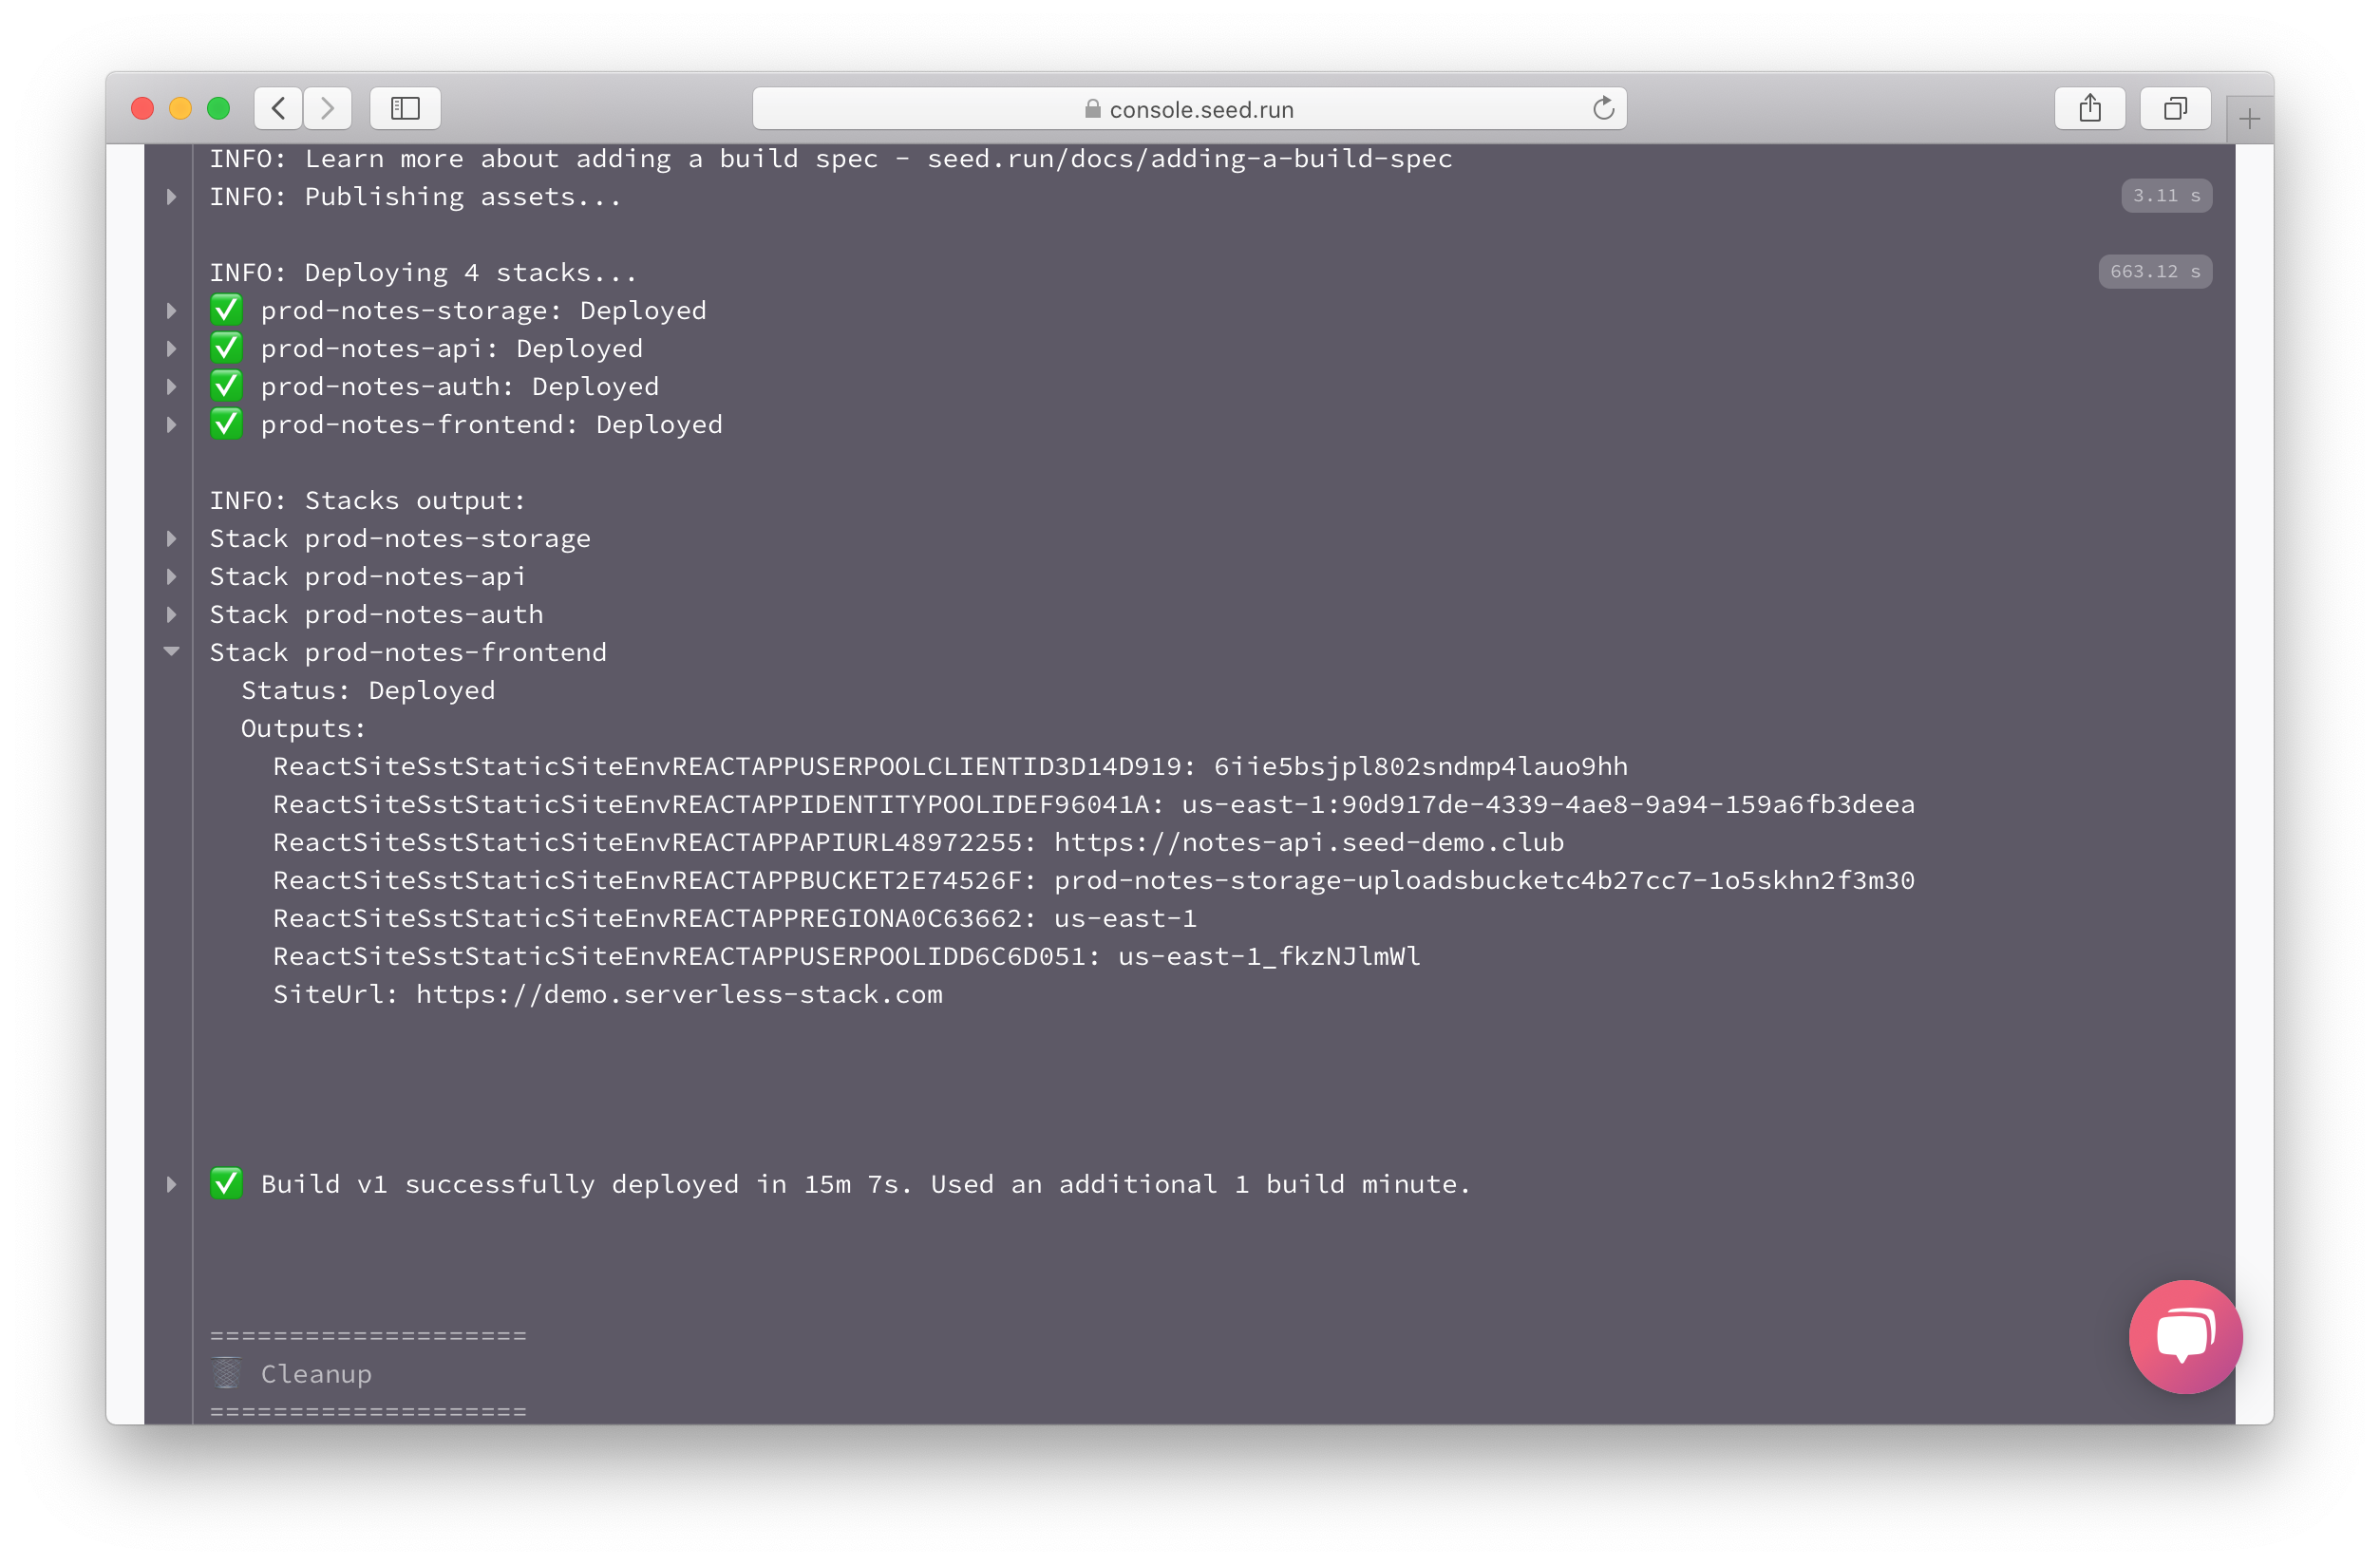 console.seed.run
INFO: Learn more about adding a build spec - seed.run/docs/adding-a-build-spec
INFO: Publishing assets...
3.11 s
INFO: Deploying 4 stacks...
663.12 s
✅ prod-notes-storage: Deployed
✅ prod-notes-api: Deployed
✅ prod-notes-auth: Deployed
✅ prod-notes-frontend: Deployed
INFO: Stacks output:
Stack prod-notes-storage
Stack prod-notes-api
Stack prod-notes-auth
Stack prod-notes-frontend
Status: Deployed
Outputs:
ReactSiteSstStaticSiteEnvREACTAPPUSERPOOLCLIENTID3D14D919: 6iie5bsjpl802sndmp4lauo9hh
ReactSiteSstStaticSiteEnvREACTAPPIDENTITYPOOLIDEF96041A: us-east-1:90d917de-4339-4ae8-9a94-159a6fb3deea
ReactSiteSstStaticSiteEnvREACTAPPAPIURL48972255: https://notes-api.seed-demo.club
ReactSiteSstStaticSiteEnvREACTAPPBUCKET2E74526F: prod-notes-storage-uploadsbucketc4b27cc7-1o5skhn2f3m30
ReactSiteSstStaticSiteEnvREACTAPPREGIONA0C63662: us-east-1
ReactSiteSstStaticSiteEnvREACTAPPUSERPOOLIDD6C6D051: us-east-1_fkzNJlmWl
SiteUrl: https://demo.serverless-stack.com
✅ Build v1 successfully deployed in 15m 7s. Used an additional 1 build minute.
====================
🗑 Cleanup
====================